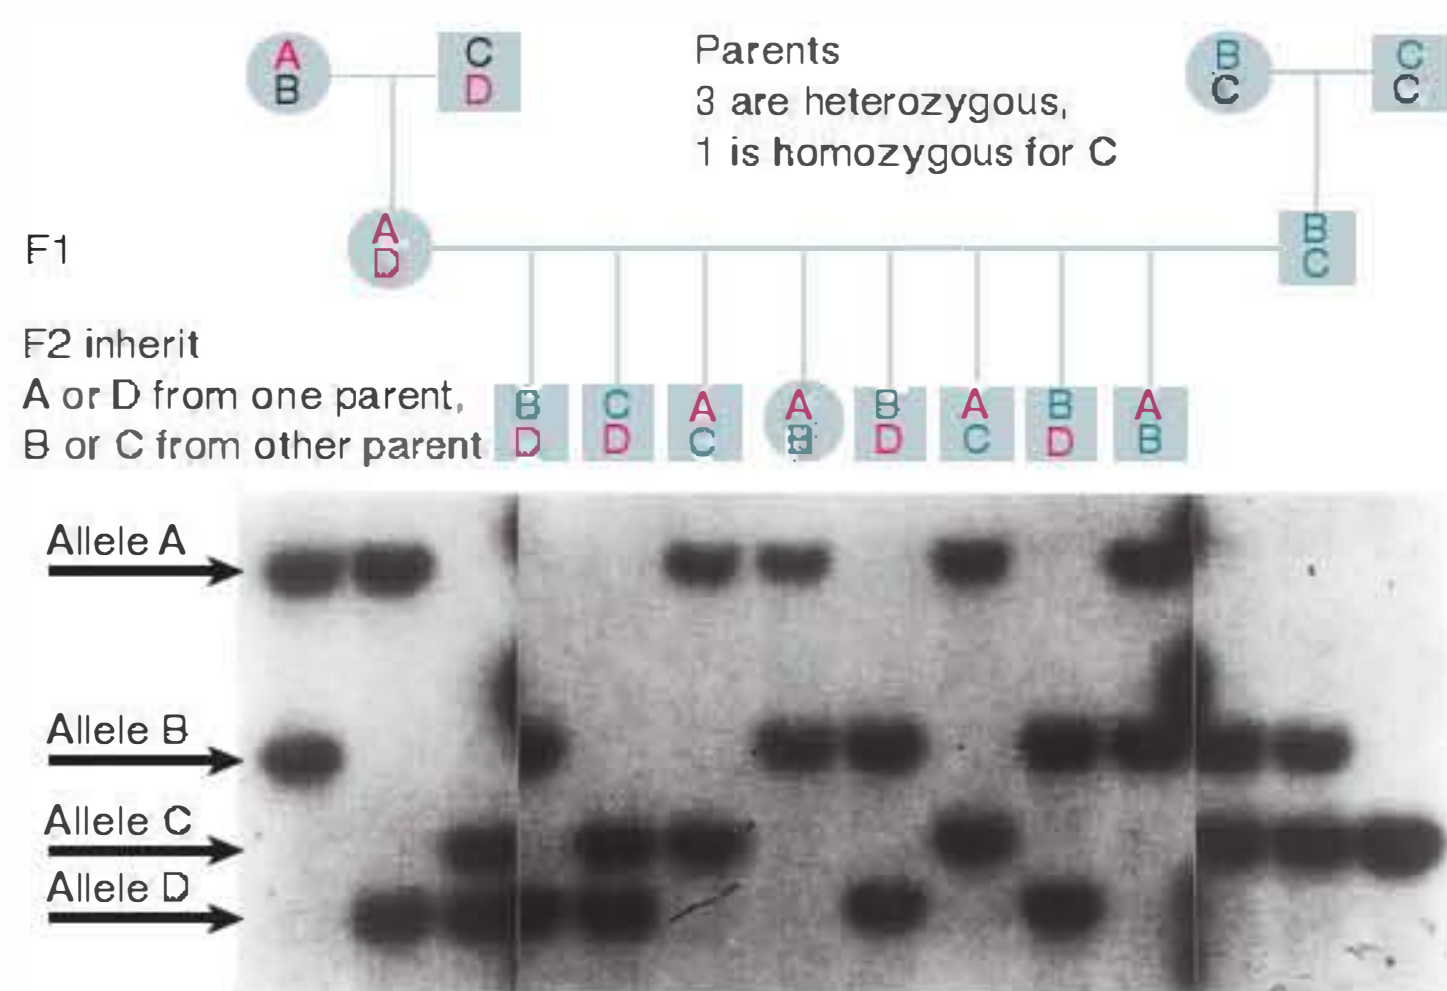 A C Parents B C
B D 3 are heterozygous, C C
1 is homozygous for C
A B
F1
D C
F2 inherit
A or D from one parent, B C A A B A B A
B or C from other parent D D C B D C D B
Allele A
Allele B
Allele C
Allele D